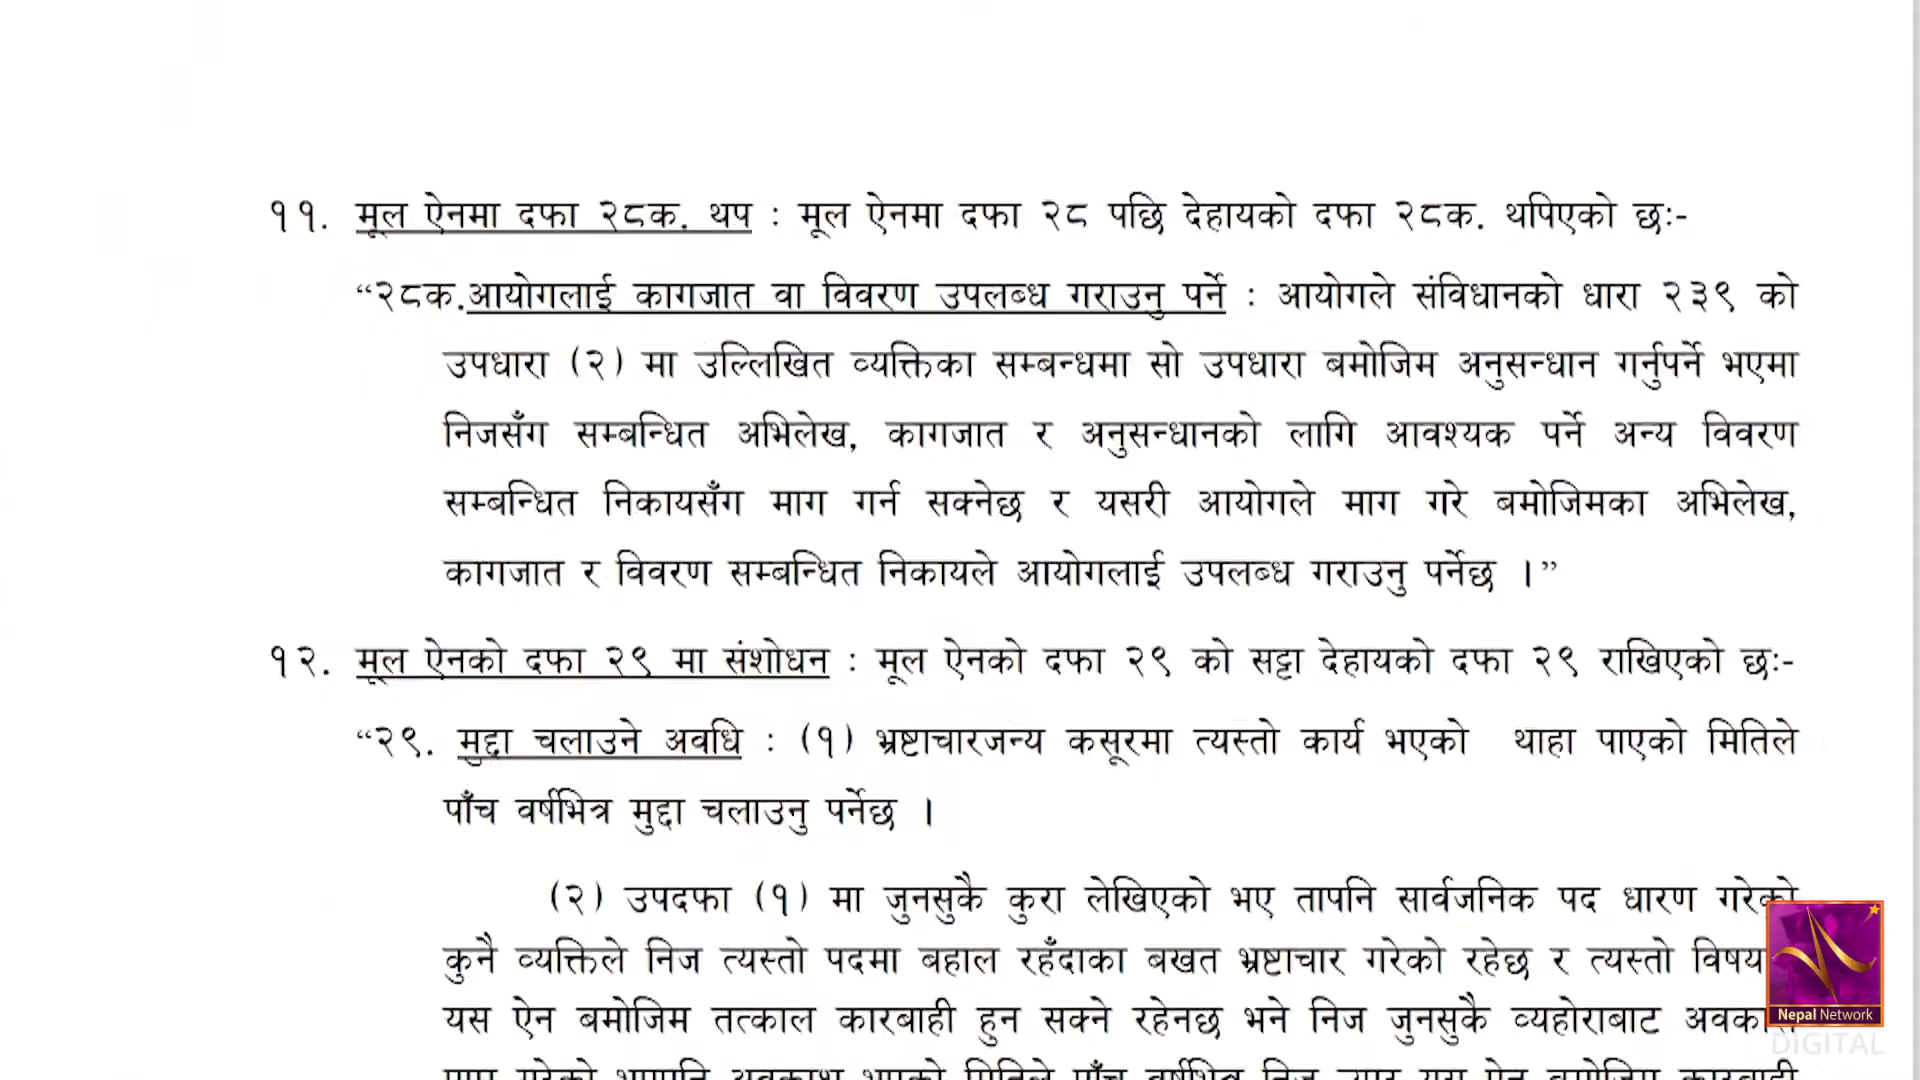 ११. मूल ऐनमा दफा २८क. थप : मूल ऐनमा दफा २८ पछि देहायको दफा २८क. थपिएको छः-
“२८क.आयोगलाई कागजात वा विवरण उपलब्ध गराउनु पर्ने : आयोगले संविधानको धारा २३९ को
उपधारा (२) मा उल्लिखित व्यक्तिका सम्बन्धमा सो उपधारा बमोजिम अनुसन्धान गर्नुपर्ने भएमा
निजसँग सम्बन्धित अभिलेख, कागजात र अनुसन्धानको लागि आवश्यक पर्ने अन्य विवरण
सम्बन्धित निकायसँग माग गर्न सक्नेछ र यसरी आयोगले माग गरे बमोजिमका अभिलेख,
कागजात र विवरण सम्बन्धित निकायले आयोगलाई उपलब्ध गराउनु पर्नेछ ।”
१२. मूल ऐनको दफा २९ मा संशोधन : मूल ऐनको दफा २९ को सट्टा देहायको दफा २९ राखिएको छः-
“२९. मुद्दा चलाउने अवधि : (१) भ्रष्टाचारजन्य कसूरमा त्यस्तो कार्य भएको थाहा पाएको मितिले
पाँच वर्षभित्र मुद्दा चलाउनु पर्नेछ ।
(२) उपदफा (१) मा जुनसुकै कुरा लेखिएको भए तापनि सार्वजनिक पद धारण गरेको
कुनै व्यक्तिले निज त्यस्तो पदमा बहाल रहँदाका बखत भ्रष्टाचार गरेको रहेछ र त्यस्तो विषय
यस ऐन बमोजिम तत्काल कारबाही हुन सक्ने रहेनछ भने निज जुनसुकै व्यहोराबाट
Nepal Network
DIGITAL